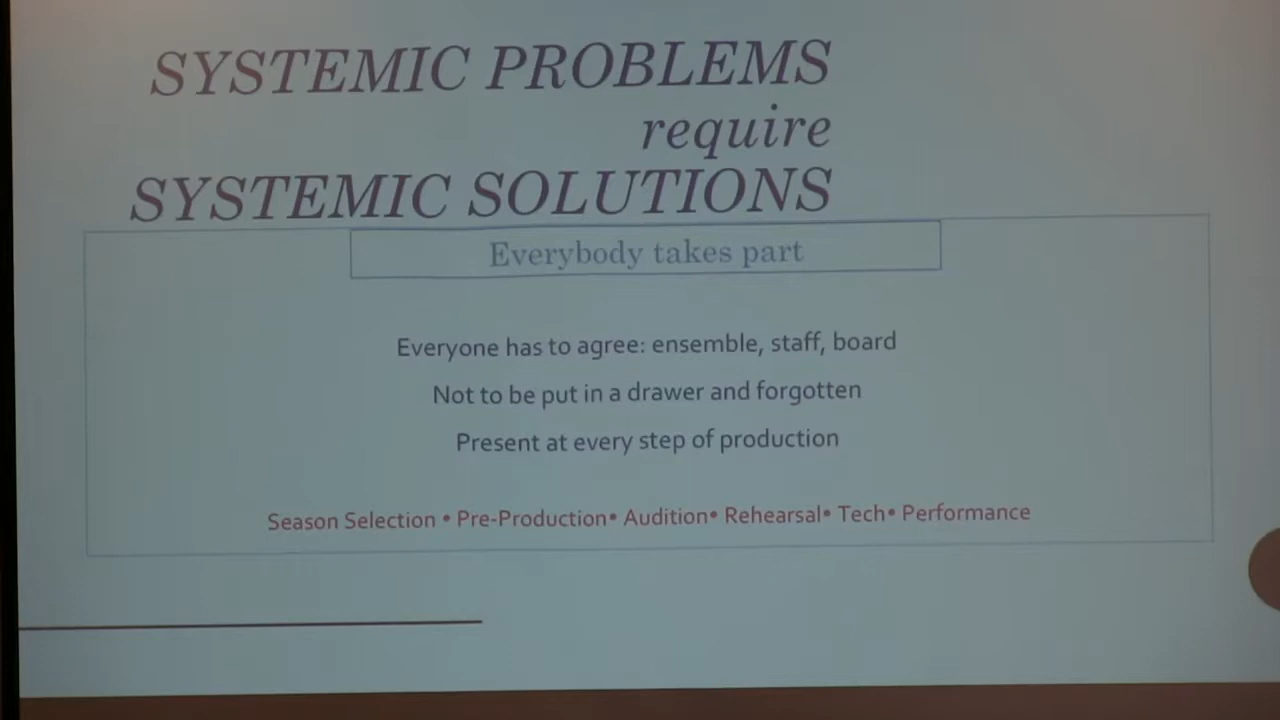 SYSTEMIC PROBLEMS
require
SYSTEMIC SOLUTIONS
Everybody takes part
Everyone has to agree: ensemble, staff, board
Not to be put in a drawer and forgotten
Present at every step of production
Season Selection • Pre-Production• Audition• Rehearsal• Tech• Performance